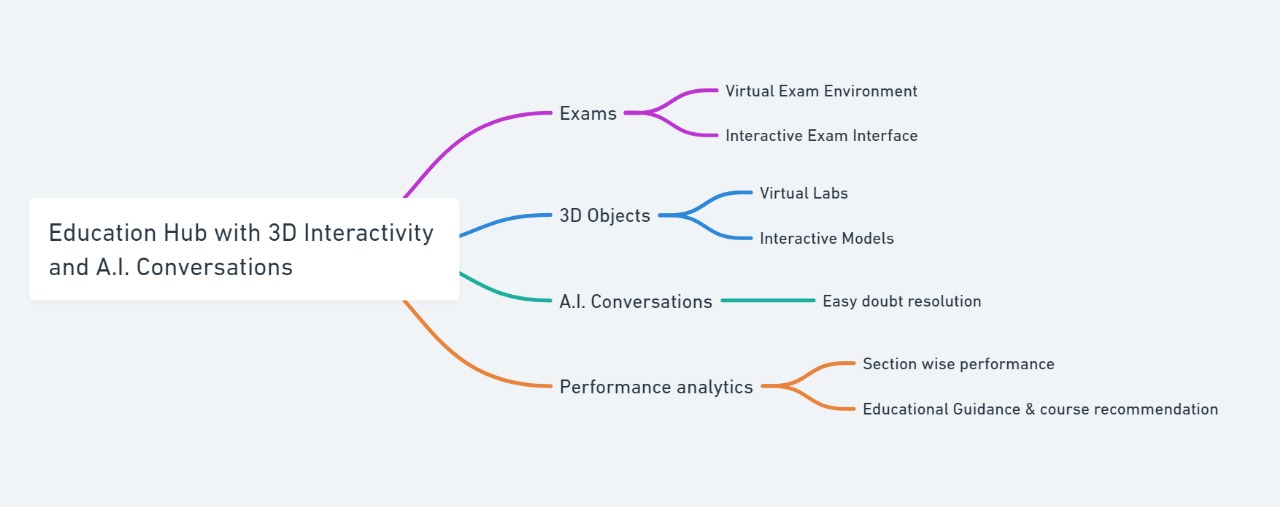 Education Hub with 3D Interactivity
and A.I. Conversations
Exams
Virtual Exam Environment
Interactive Exam Interface
3D Objects
Virtual Labs
Interactive Models
A.I. Conversations
Easy doubt resolution
Performance analytics
Section wise performance
Educational Guidance & course recommendation